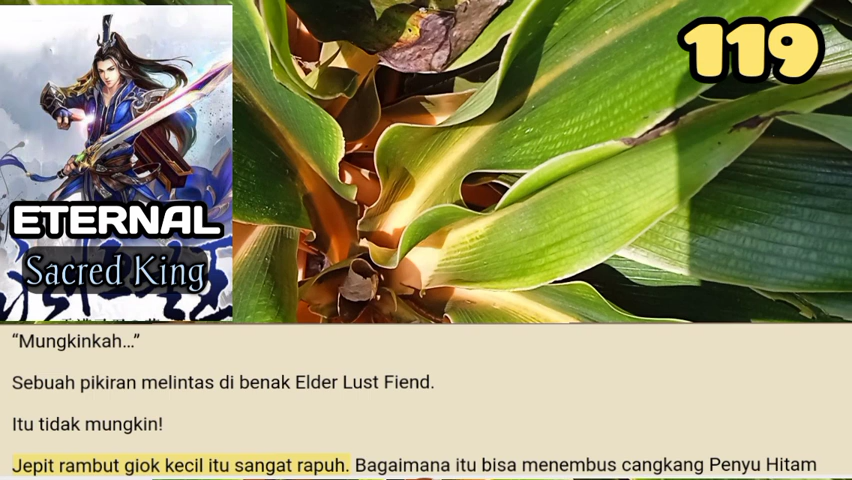 119
ETERNAL
Sacred King
“Mungkinkah...”
Sebuah pikiran melintas di benak Elder Lust Fiend.
Itu tidak mungkin!
Jepit rambut giok kecil itu sangat rapuh. Bagaimana itu bisa menembus cangkang Penyu Hitam